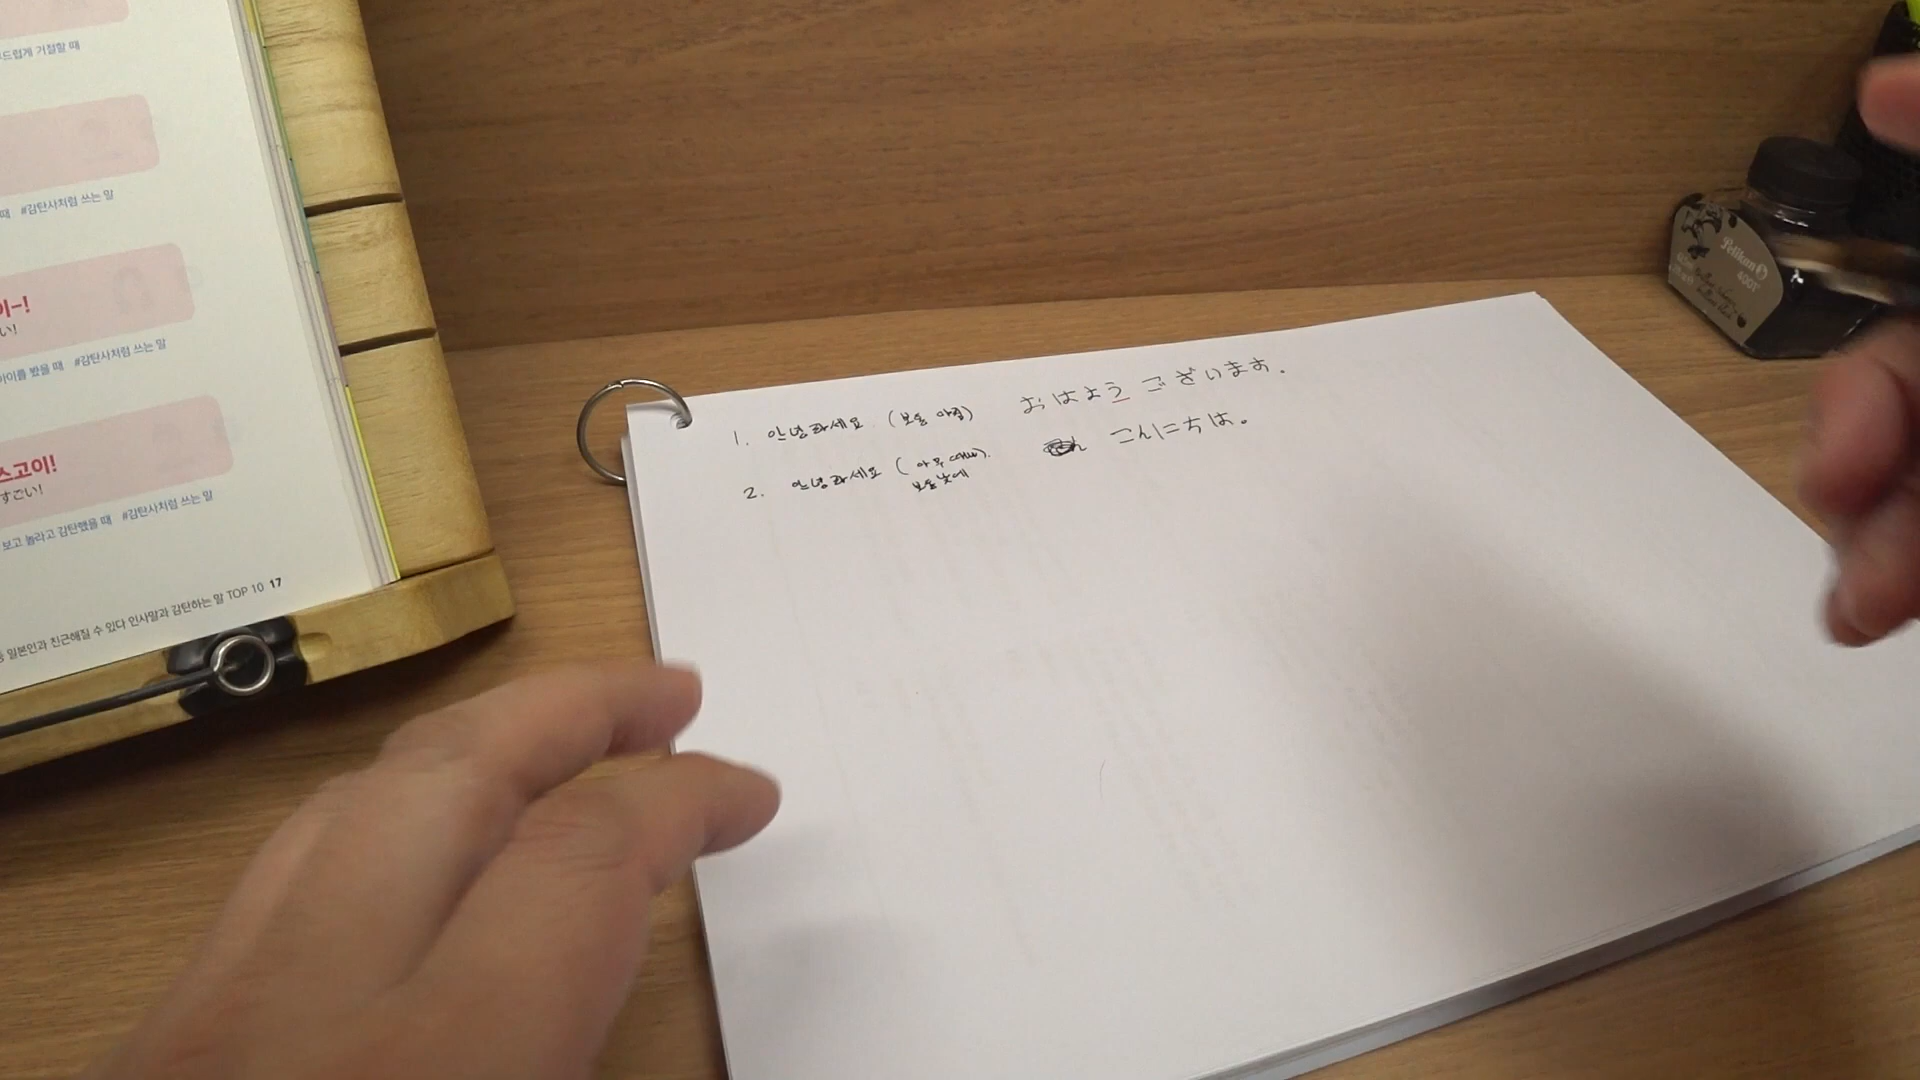 드럽게 거절할 때
때 #감탄사처럼 쓰는 말
이~!
い!
아이를 봤을 때 #감탄사처럼 쓰는 말
스고이!
すごい!
보고 놀라고 감탄했을 때 #감탄사처럼 쓰는 말
일본인과 친근해질 수 있다 인사말과 감탄하는 말 TOP 10 17
1. 안녕하세요 (보통 아침) おはようございます.
2. 안녕하세요 (아무때나). こんにちは。
보통 낮에
Pelikan
4001